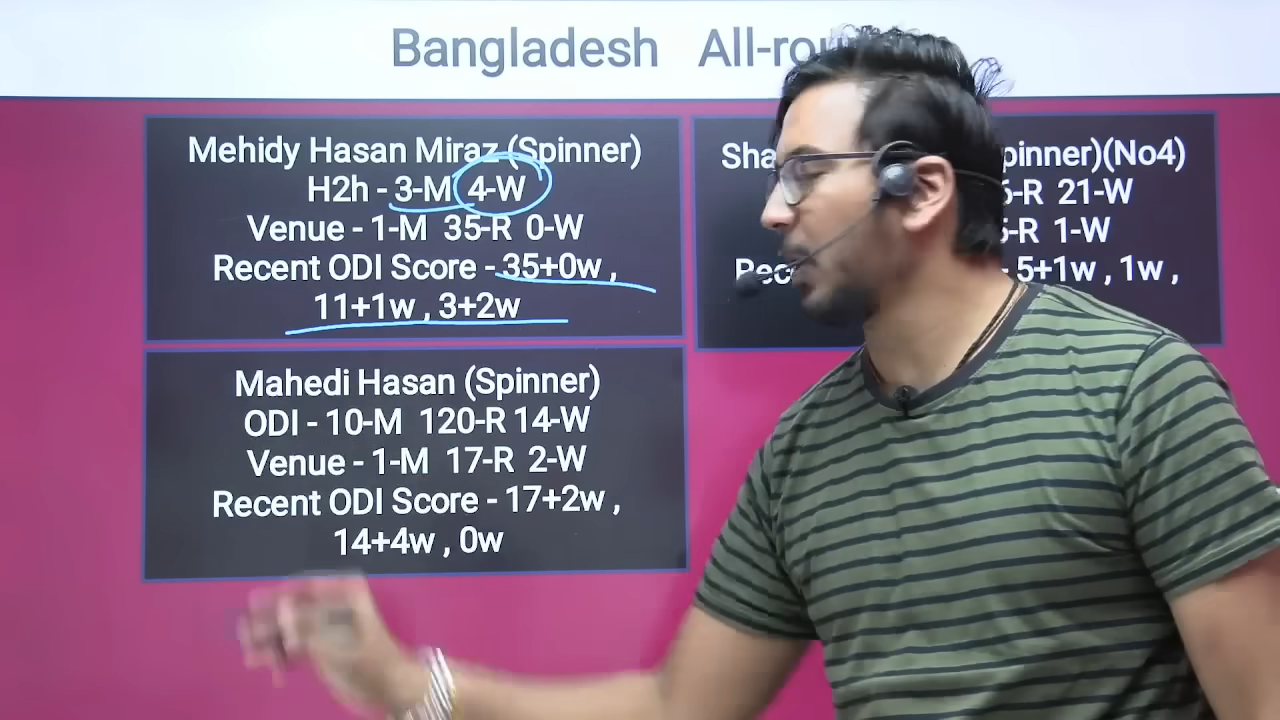 Bangladesh All-rou
Mehidy Hasan Miraz (Spinner)
H2h - 3-M 4-W
Venue - 1-M 35-R 0-W
Recent ODI Score - 35+0w ,
11+1w , 3+2w
Sha pinner)(No4)
6-R 21-W
-R 1-W
Rec - 5+1w , 1w ,
Mahedi Hasan (Spinner)
ODI - 10-M 120-R 14-W
Venue - 1-M 17-R 2-W
Recent ODI Score - 17+2w ,
14+4w , 0w